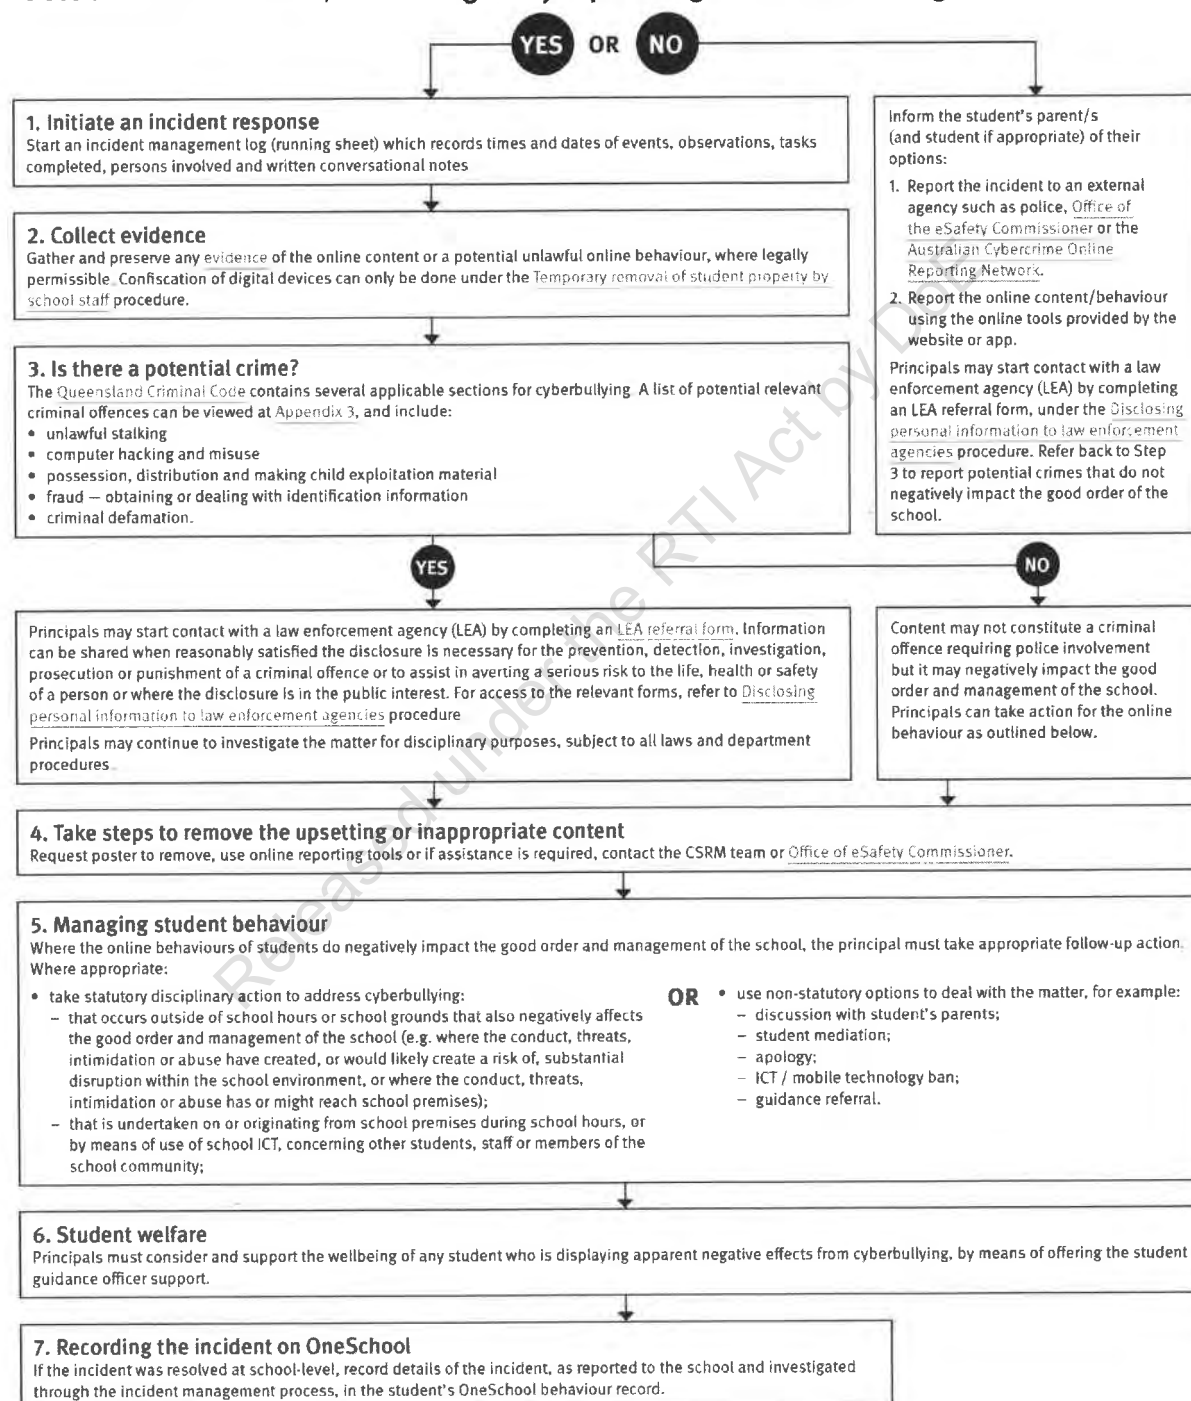 YES OR NO
1. Initiate an incident response
Start an incident management log (running sheet) which records times and dates of events, observations, tasks
completed, persons involved and written conversational notes
2. Collect evidence
Gather and preserve any evidence of the online content or a potential unlawful online behaviour, where legally
permissible. Confiscation of digital devices can only be done under the Temporary removal of student property by
school staff procedure.
3. Is there a potential crime?
The Queensland Criminal Code contains several applicable sections for cyberbullying. A list of potential relevant
criminal offences can be viewed at Appendix 3, and include:
• unlawful stalking
• computer hacking and misuse
• possession, distribution and making child exploitation material
• fraud – obtaining or dealing with identification information
• criminal defamation.
Inform the student's parent/s
(and student if appropriate) of their
options:
1. Report the incident to an external
agency such as police, Office of
the eSafety Commissioner or the
Australian Cybercrime Online
Reporting Network.
2. Report the online content/behaviour
using the online tools provided by the
website or app.
Principals may start contact with a law
enforcement agency (LEA) by completing
an LEA referral form, under the Disclosing
personal information to law enforcement
agencies procedure. Refer back to Step
3 to report potential crimes that do not
negatively impact the good order of the
school.
YES
NO
Principals may start contact with a law enforcement agency (LEA) by completing an LEA referral form. Information
can be shared when reasonably satisfied the disclosure is necessary for the prevention, detection, investigation,
prosecution or punishment of a criminal offence or to assist in averting a serious risk to the life, health or safety
of a person or where the disclosure is in the public interest. For access to the relevant forms, refer to Disclosing
personal information to law enforcement agencies procedure
Principals may continue to investigate the matter for disciplinary purposes, subject to all laws and department
procedures.
Content may not constitute a criminal
offence requiring police involvement
but it may negatively impact the good
order and management of the school.
Principals can take action for the online
behaviour as outlined below.
4. Take steps to remove the upsetting or inappropriate content
Request poster to remove, use online reporting tools or if assistance is required, contact the CSRM team or Office of eSafety Commissioner.
5. Managing student behaviour
Where the online behaviours of students do negatively impact the good order and management of the school, the principal must take appropriate follow-up action.
Where appropriate:
• take statutory disciplinary action to address cyberbullying:
– that occurs outside of school hours or school grounds that also negatively affects
the good order and management of the school (e.g. where the conduct, threats,
intimidation or abuse have created, or would likely create a risk of, substantial
disruption within the school environment, or where the conduct, threats,
intimidation or abuse has or might reach school premises);
– that is undertaken on or originating from school premises during school hours, or
by means of use of school ICT, concerning other students, staff or members of the
school community;
OR
• use non-statutory options to deal with the matter, for example:
– discussion with student's parents;
– student mediation;
– apology;
– ICT / mobile technology ban;
– guidance referral.
6. Student welfare
Principals must consider and support the wellbeing of any student who is displaying apparent negative effects from cyberbullying, by means of offering the student
guidance officer support.
7. Recording the incident on OneSchool
If the incident was resolved at school-level, record details of the incident, as reported to the school and investigated
through the incident management process, in the student's OneSchool behaviour record.
Released under the RTI Act by DoE